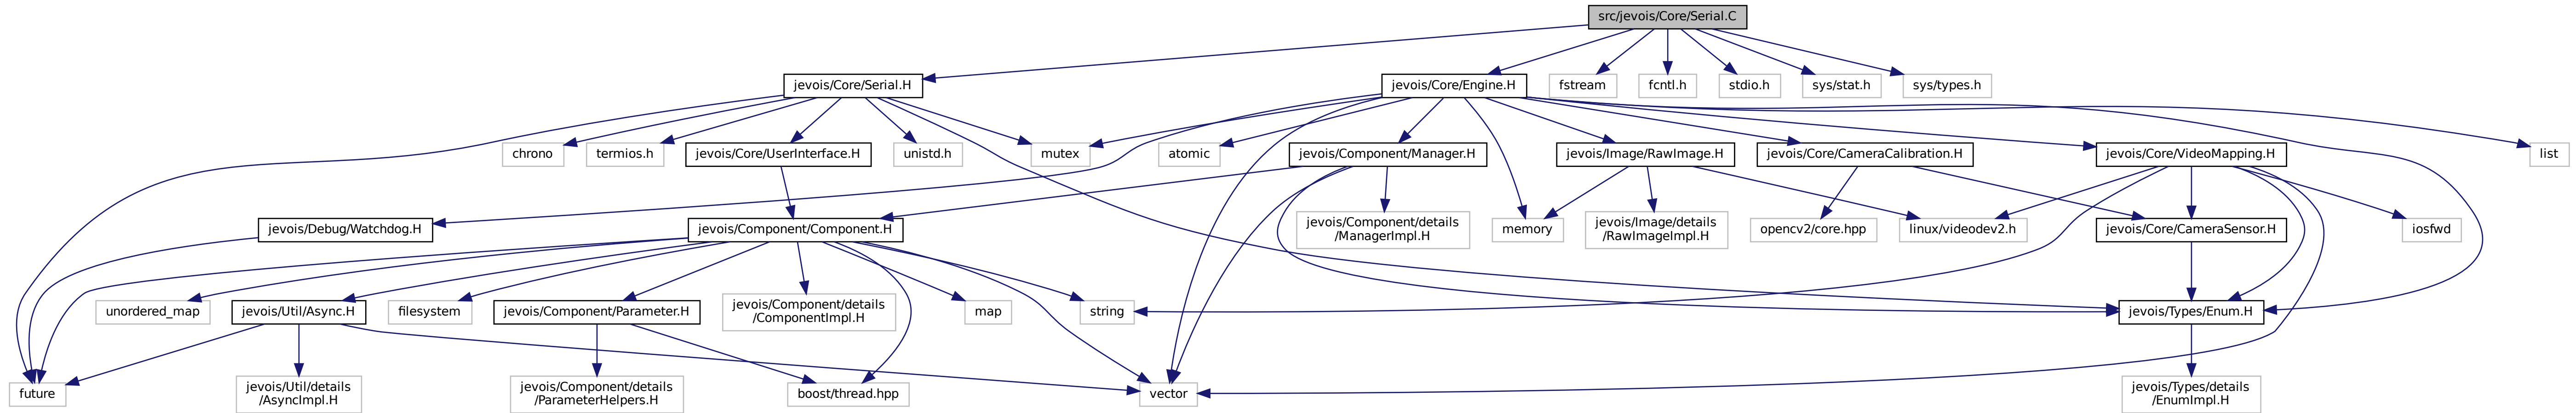 src/jevois/Core/Serial.C
jevois/Core/Serial.H
jevois/Core/Engine.H
fstream
fcntl.h
stdio.h
sys/stat.h
sys/types.h
chrono
termios.h
jevois/Core/UserInterface.H
unistd.h
mutex
atomic
jevois/Component/Manager.H
jevois/Image/RawImage.H
jevois/Core/CameraCalibration.H
jevois/Core/VideoMapping.H
list
jevois/Debug/Watchdog.H
jevois/Component/Component.H
jevois/Component/details
/ManagerImpl.H
memory
jevois/Image/details
/RawImageImpl.H
opencv2/core.hpp
linux/videodev2.h
jevois/Core/CameraSensor.H
iosfwd
unordered_map
jevois/Util/Async.H
filesystem
jevois/Component/Parameter.H
jevois/Component/details
/ComponentImpl.H
map
string
jevois/Types/Enum.H
future
jevois/Util/details
/AsyncImpl.H
jevois/Component/details
/ParameterHelpers.H
boost/thread.hpp
vector
jevois/Types/details
/EnumImpl.H